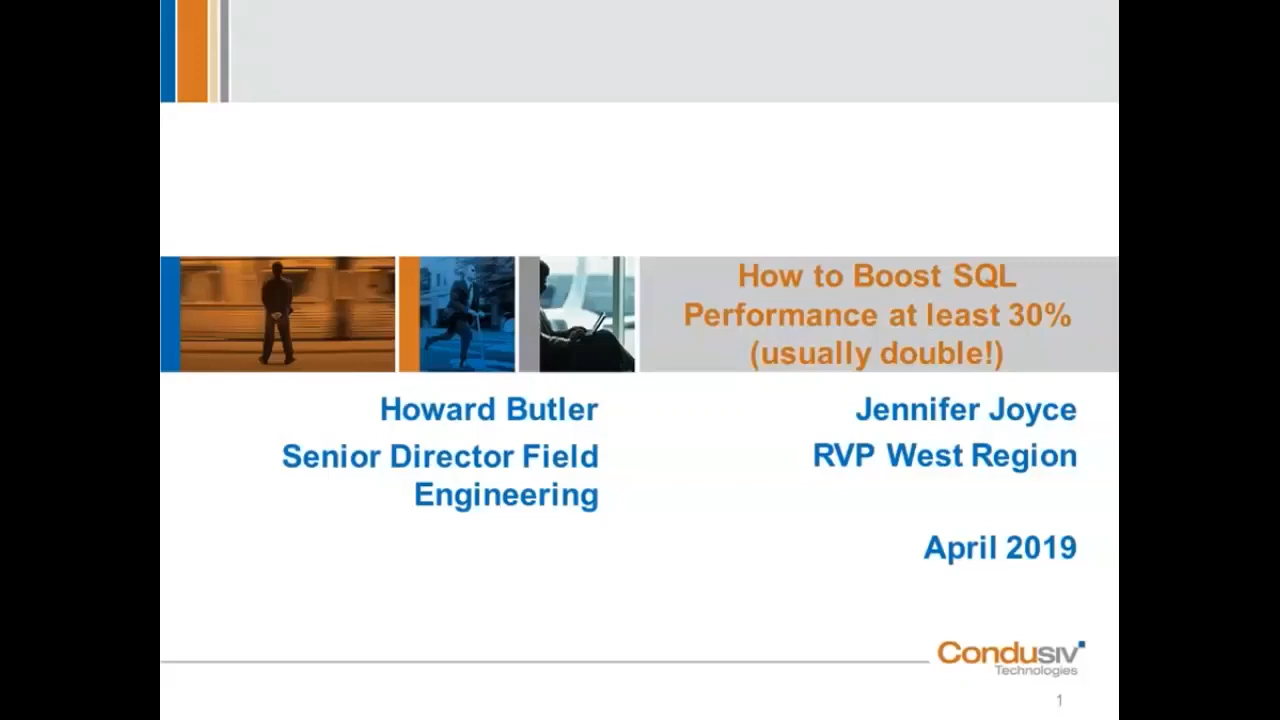 How to Boost SQL
Performance at least 30%
(usually double!)
Howard Butler
Senior Director Field
Engineering
Jennifer Joyce
RVP West Region
April 2019
Condusiv
Technologies
1